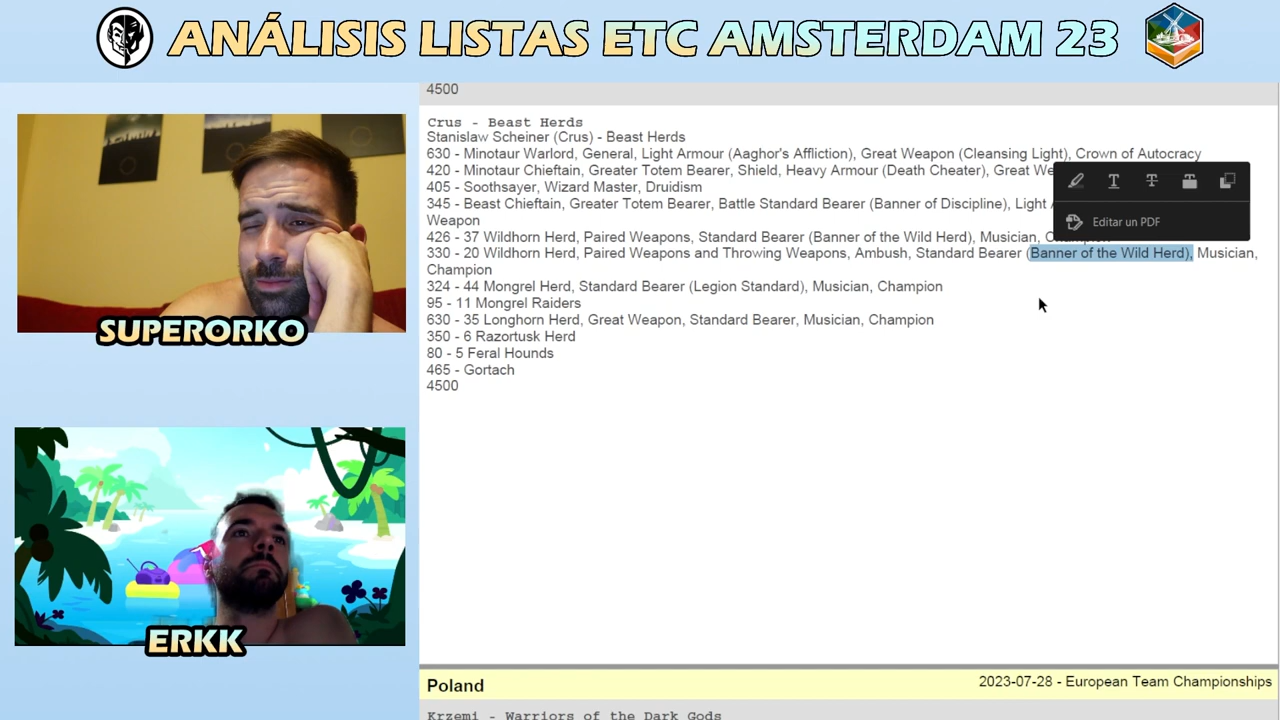 ANÁLISIS LISTAS ETC AMSTERDAM 23
4500
Crus - Beast Herds
Stanislaw Scheiner (Crus) - Beast Herds
630 - Minotaur Warlord, General, Light Armour (Aaghor's Affliction), Great Weapon (Cleansing Light), Crown of Autocracy
420 - Minotaur Chieftain, Greater Totem Bearer, Shield, Heavy Armour (Death Cheater), Great
405 - Soothsayer, Wizard Master, Druidism
345 - Beast Chieftain, Greater Totem Bearer, Battle Standard Bearer (Banner of Discipline), Light
Weapon
426 - 37 Wildhorn Herd, Paired Weapons, Standard Bearer (Banner of the Wild Herd), Musician, Champion
330 - 20 Wildhorn Herd, Paired Weapons and Throwing Weapons, Ambush, Standard Bearer (Banner of the Wild Herd), Musician,
Champion
324 - 44 Mongrel Herd, Standard Bearer (Legion Standard), Musician, Champion
95 - 11 Mongrel Raiders
630 - 35 Longhorn Herd, Great Weapon, Standard Bearer, Musician, Champion
350 - 6 Razortusk Herd
80 - 5 Feral Hounds
465 - Gortach
4500
Editar un PDF
SUPERORKO
ERKK
Poland
2023-07-28 - European Team Championships
Krzemi - Warriors of the Dark Gods